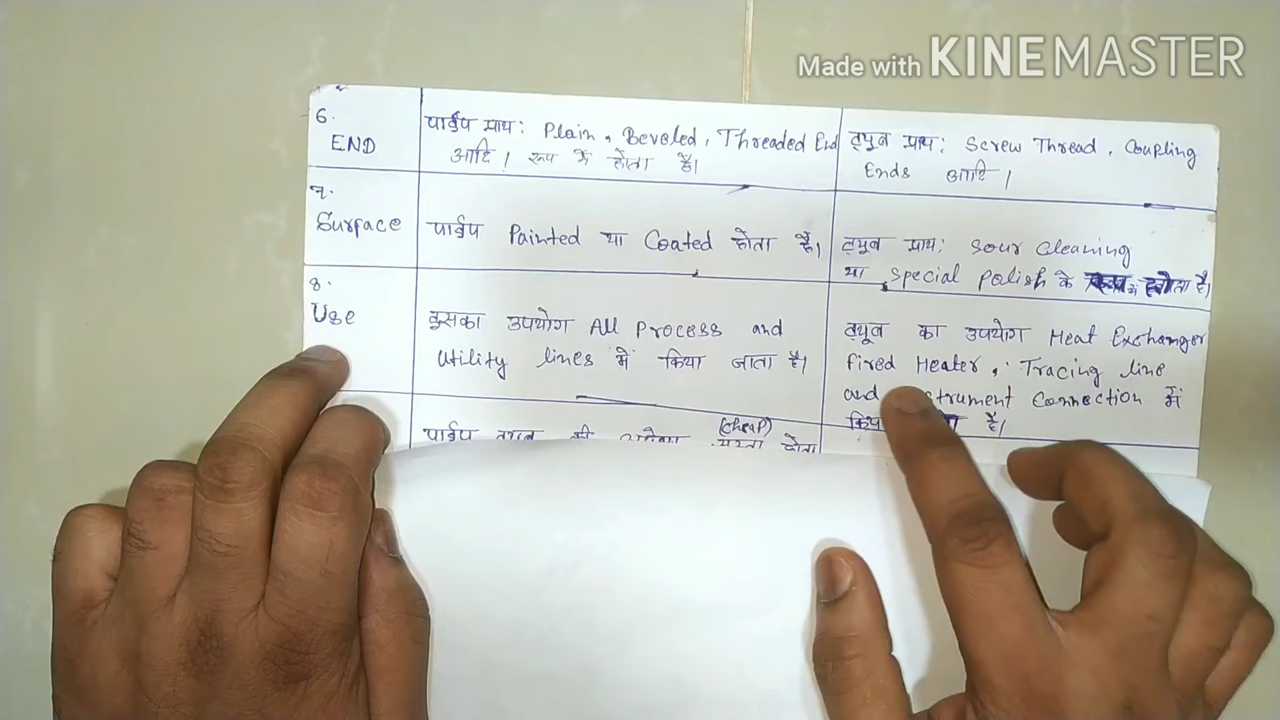 Made with KINEMASTER
6.
END
पाईप प्राय: Plain, Beveled, Threaded End
आदि। रूप में होता है।
ट्यूब प्राय: Screw Thread, Coupling
Ends आदि।
7.
Surface
पाईप Painted या Coated होता है।
ट्यूब प्राय: Sour Cleaning
या Special Polish के में होता है।
8.
Use
इसका उपयोग All Process and
Utility lines में किया जाता है।
ट्यूब का उपयोग Heat Exchanger
fired Heater, Tracing line
and Connection में
है।
(cheap)
पाईप